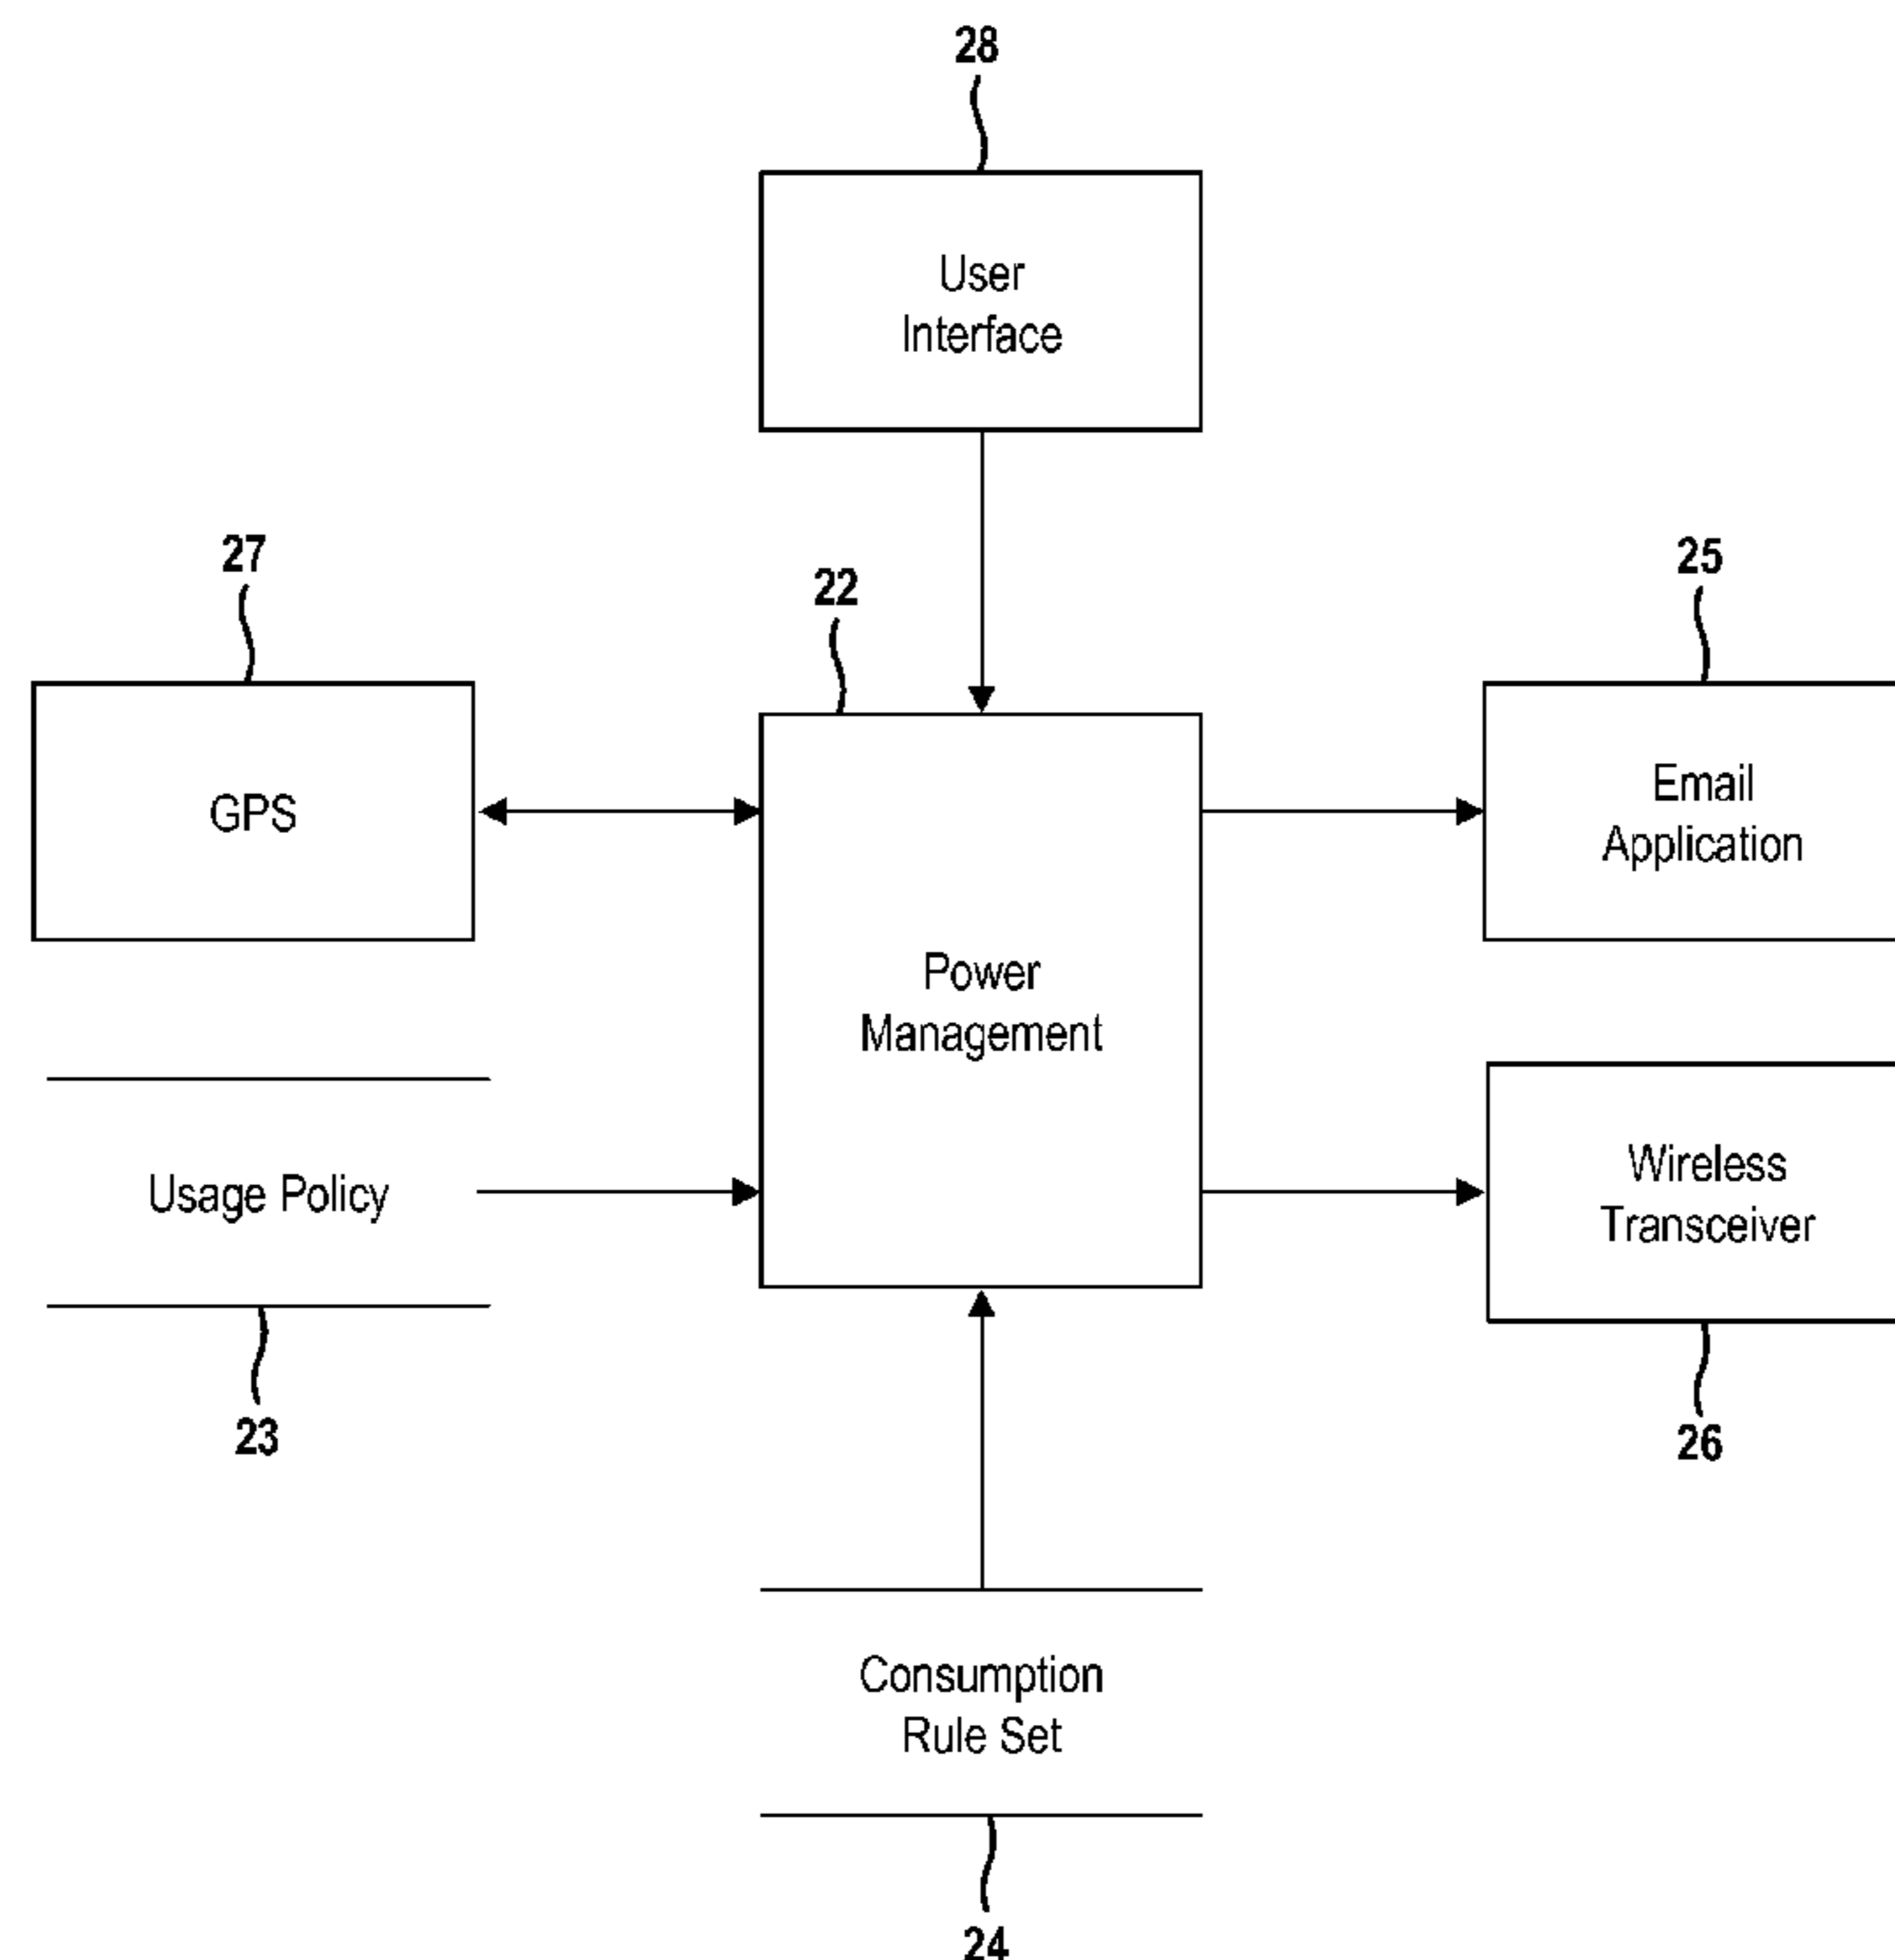 28
User
Interface
27
22
25
GPS
Email
Application
Power
Management
Usage Policy
Wireless
Transceiver
23
26
Consumption
Rule Set
24